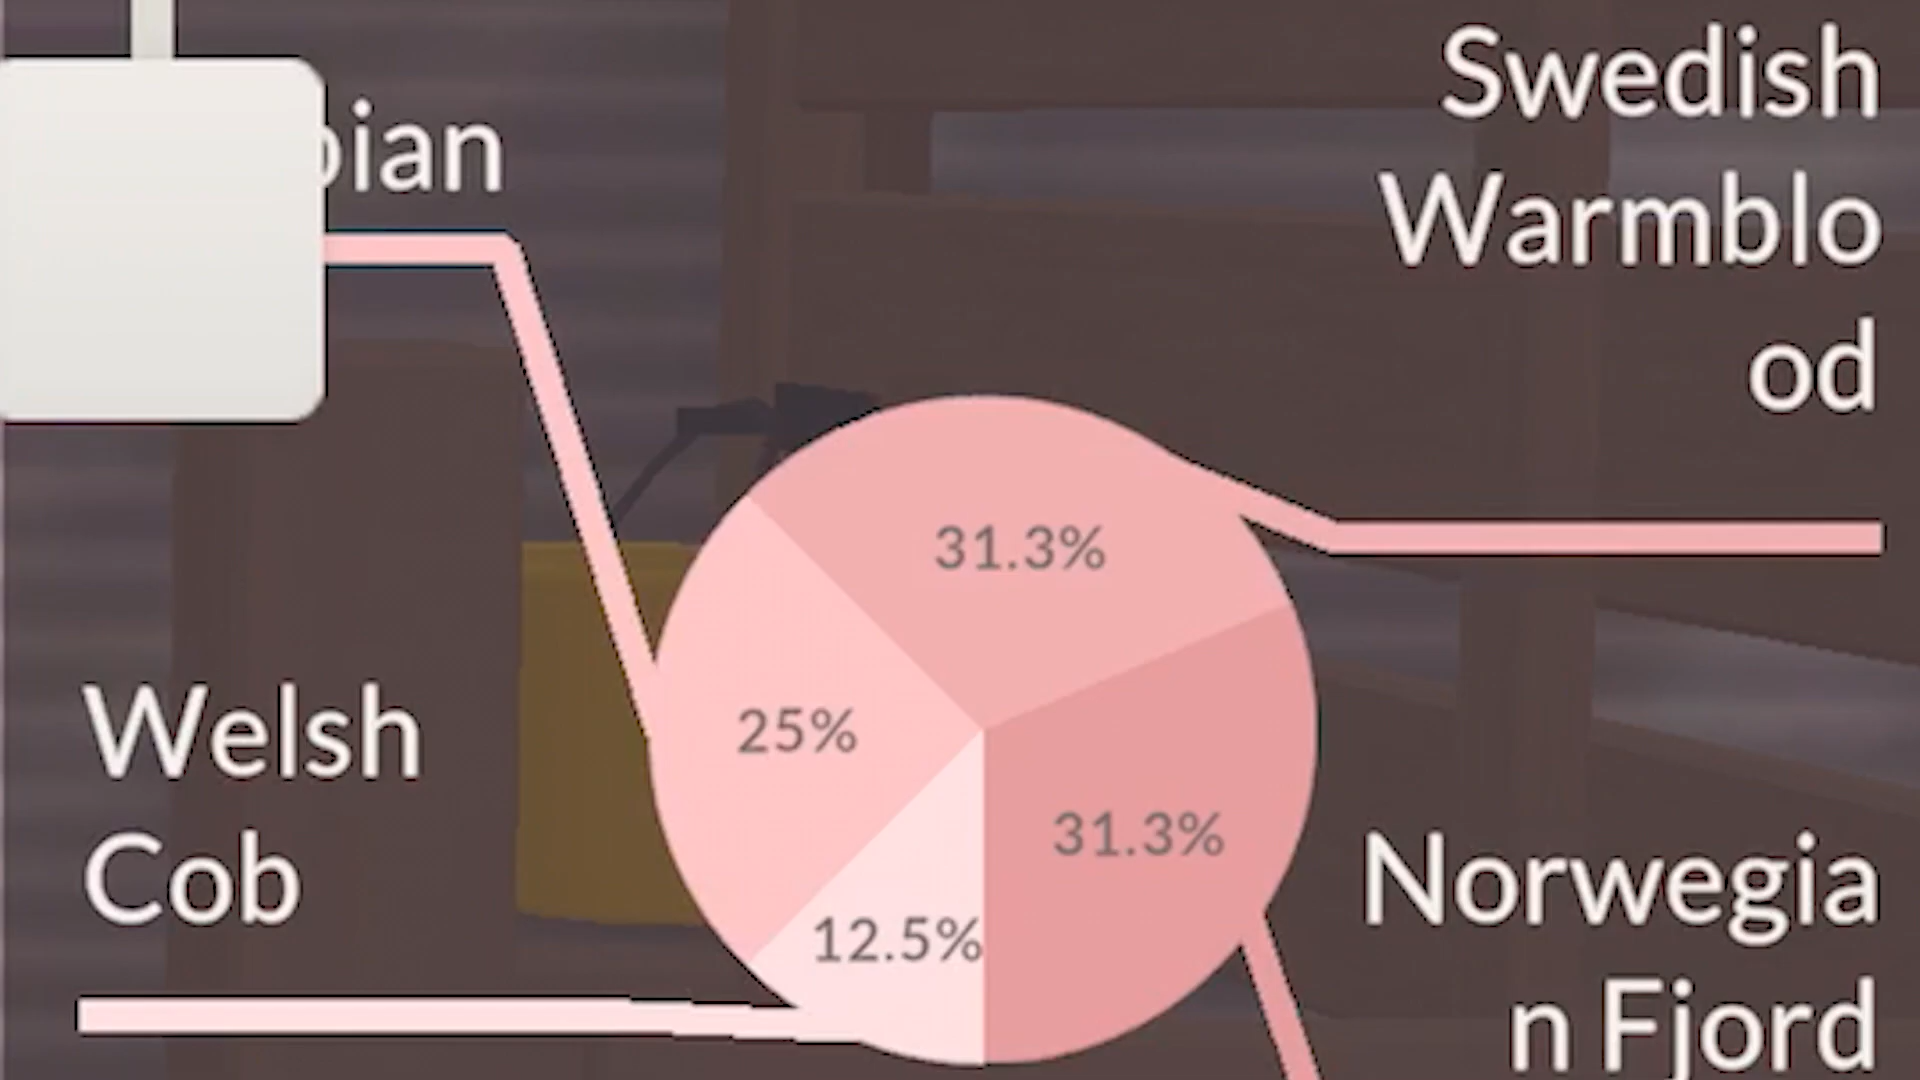 Swedish
Warmblo
od
bian
31.3%
25%
Welsh
Cob
31.3%
12.5%
Norwegia
n Fjord